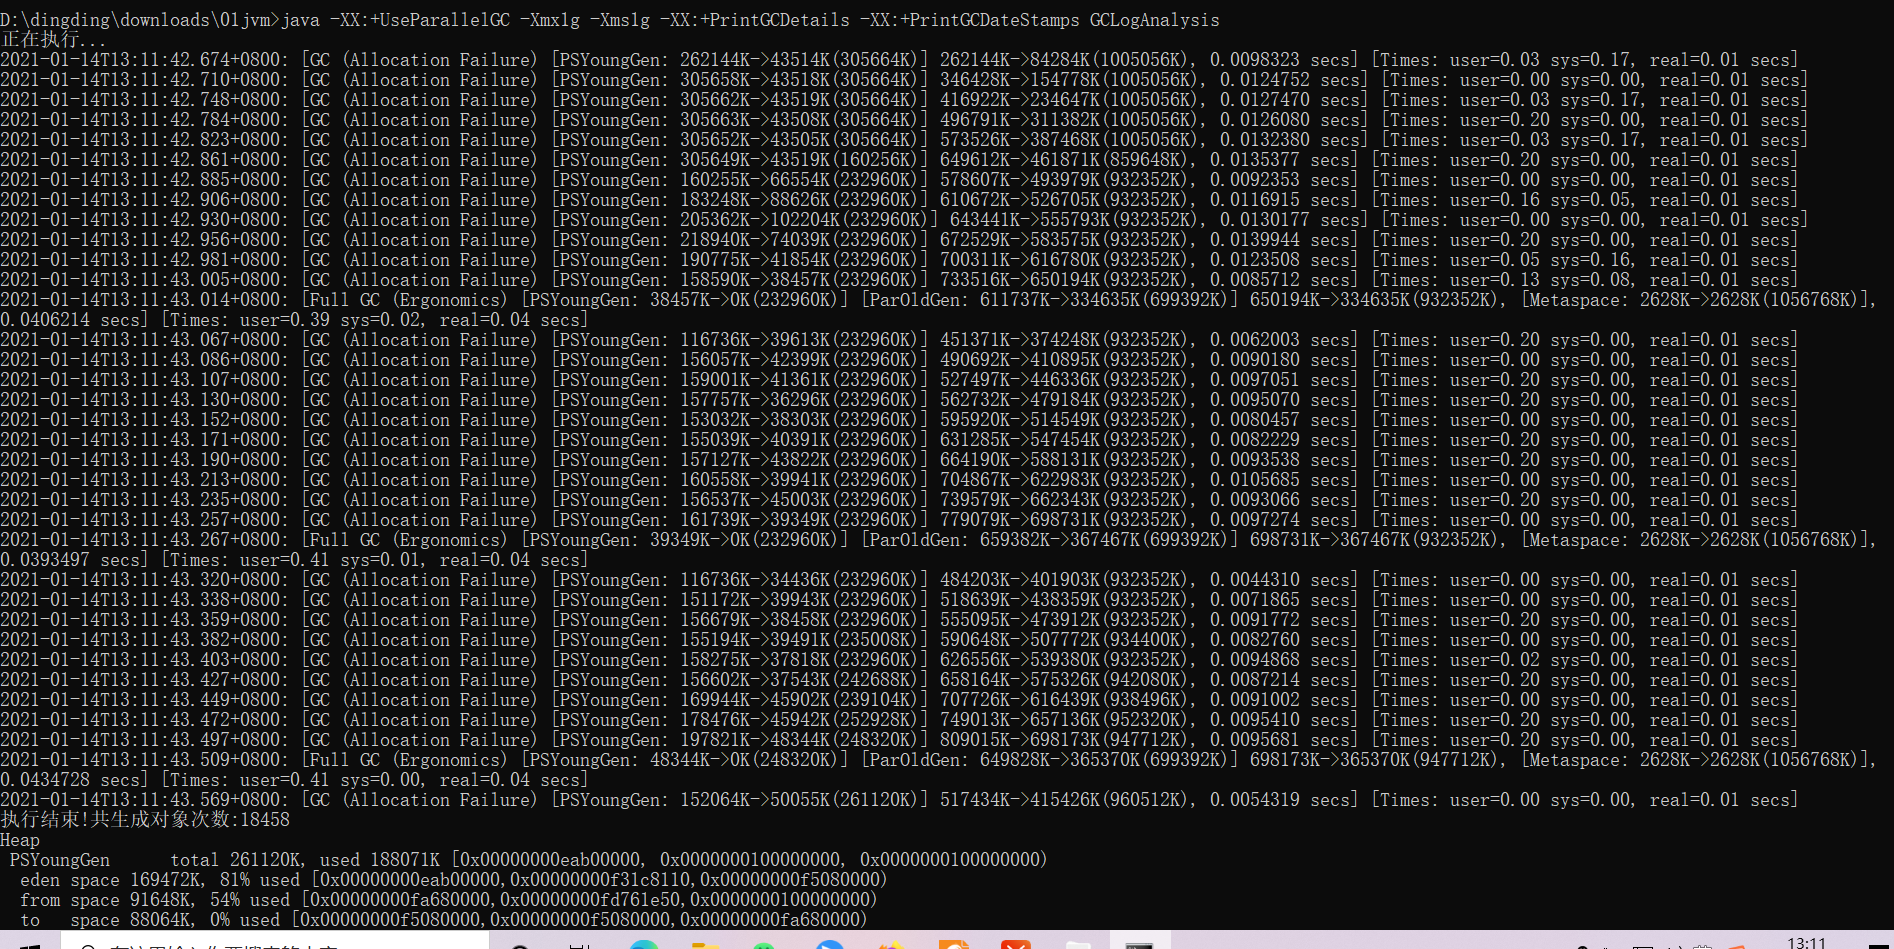 D:\dingding\downloads\01jvm>java -XX:+UseParallelGC -Xmx1g -Xms1g -XX:+PrintGCDetails -XX:+PrintGCDateStamps GCLogAnalysis
正在执行...
2021-01-14T13:11:42.674+0800: [GC (Allocation Failure) [PSYoungGen: 262144K->43514K(305664K)] 262144K->84284K(1005056K), 0.0098323 secs] [Times: user=0.03 sys=0.17, real=0.01 secs]
2021-01-14T13:11:42.710+0800: [GC (Allocation Failure) [PSYoungGen: 305658K->43518K(305664K)] 346428K->154778K(1005056K), 0.0124752 secs] [Times: user=0.00 sys=0.00, real=0.01 secs]
2021-01-14T13:11:42.748+0800: [GC (Allocation Failure) [PSYoungGen: 305662K->43519K(305664K)] 416922K->234647K(1005056K), 0.0127470 secs] [Times: user=0.03 sys=0.17, real=0.01 secs]
2021-01-14T13:11:42.784+0800: [GC (Allocation Failure) [PSYoungGen: 305663K->43508K(305664K)] 496791K->311382K(1005056K), 0.0126080 secs] [Times: user=0.20 sys=0.00, real=0.01 secs]
2021-01-14T13:11:42.823+0800: [GC (Allocation Failure) [PSYoungGen: 305652K->43505K(305664K)] 573526K->387468K(1005056K), 0.0132380 secs] [Times: user=0.03 sys=0.17, real=0.01 secs]
2021-01-14T13:11:42.861+0800: [GC (Allocation Failure) [PSYoungGen: 305649K->43519K(160256K)] 649612K->461871K(859648K), 0.0135377 secs] [Times: user=0.20 sys=0.00, real=0.01 secs]
2021-01-14T13:11:42.885+0800: [GC (Allocation Failure) [PSYoungGen: 160255K->66554K(232960K)] 578607K->493979K(932352K), 0.0092353 secs] [Times: user=0.00 sys=0.00, real=0.01 secs]
2021-01-14T13:11:42.906+0800: [GC (Allocation Failure) [PSYoungGen: 183248K->88626K(232960K)] 610672K->526705K(932352K), 0.0116915 secs] [Times: user=0.16 sys=0.05, real=0.01 secs]
2021-01-14T13:11:42.930+0800: [GC (Allocation Failure) [PSYoungGen: 205362K->102204K(232960K)] 643441K->555793K(932352K), 0.0130177 secs] [Times: user=0.00 sys=0.00, real=0.01 secs]
2021-01-14T13:11:42.956+0800: [GC (Allocation Failure) [PSYoungGen: 218940K->74039K(232960K)] 672529K->583575K(932352K), 0.0139944 secs] [Times: user=0.20 sys=0.00, real=0.01 secs]
2021-01-14T13:11:42.981+0800: [GC (Allocation Failure) [PSYoungGen: 190775K->41854K(232960K)] 700311K->616780K(932352K), 0.0123508 secs] [Times: user=0.05 sys=0.16, real=0.01 secs]
2021-01-14T13:11:43.005+0800: [GC (Allocation Failure) [PSYoungGen: 158590K->38457K(232960K)] 733516K->650194K(932352K), 0.0085712 secs] [Times: user=0.13 sys=0.08, real=0.01 secs]
2021-01-14T13:11:43.014+0800: [Full GC (Ergonomics) [PSYoungGen: 38457K->0K(232960K)] [ParOldGen: 611737K->334635K(699392K)] 650194K->334635K(932352K), [Metaspace: 2628K->2628K(1056768K)],
0.0406214 secs] [Times: user=0.39 sys=0.02, real=0.04 secs]
2021-01-14T13:11:43.067+0800: [GC (Allocation Failure) [PSYoungGen: 116736K->39613K(232960K)] 451371K->374248K(932352K), 0.0062003 secs] [Times: user=0.20 sys=0.00, real=0.01 secs]
2021-01-14T13:11:43.086+0800: [GC (Allocation Failure) [PSYoungGen: 156057K->42399K(232960K)] 490692K->410895K(932352K), 0.0090180 secs] [Times: user=0.00 sys=0.00, real=0.01 secs]
2021-01-14T13:11:43.107+0800: [GC (Allocation Failure) [PSYoungGen: 159001K->41361K(232960K)] 527497K->446336K(932352K), 0.0097051 secs] [Times: user=0.20 sys=0.00, real=0.01 secs]
2021-01-14T13:11:43.130+0800: [GC (Allocation Failure) [PSYoungGen: 157757K->36296K(232960K)] 562732K->479184K(932352K), 0.0095070 secs] [Times: user=0.20 sys=0.00, real=0.01 secs]
2021-01-14T13:11:43.152+0800: [GC (Allocation Failure) [PSYoungGen: 153032K->38303K(232960K)] 595920K->514549K(932352K), 0.0080457 secs] [Times: user=0.00 sys=0.00, real=0.01 secs]
2021-01-14T13:11:43.171+0800: [GC (Allocation Failure) [PSYoungGen: 155039K->40391K(232960K)] 631285K->547454K(932352K), 0.0082229 secs] [Times: user=0.20 sys=0.00, real=0.01 secs]
2021-01-14T13:11:43.190+0800: [GC (Allocation Failure) [PSYoungGen: 157127K->43822K(232960K)] 664190K->588131K(932352K), 0.0093538 secs] [Times: user=0.20 sys=0.00, real=0.01 secs]
2021-01-14T13:11:43.213+0800: [GC (Allocation Failure) [PSYoungGen: 160558K->39941K(232960K)] 704867K->622983K(932352K), 0.0105685 secs] [Times: user=0.00 sys=0.00, real=0.01 secs]
2021-01-14T13:11:43.235+0800: [GC (Allocation Failure) [PSYoungGen: 156537K->45003K(232960K)] 739579K->662343K(932352K), 0.0093066 secs] [Times: user=0.20 sys=0.00, real=0.01 secs]
2021-01-14T13:11:43.257+0800: [GC (Allocation Failure) [PSYoungGen: 161739K->39349K(232960K)] 779079K->698731K(932352K), 0.0097274 secs] [Times: user=0.00 sys=0.00, real=0.01 secs]
2021-01-14T13:11:43.267+0800: [Full GC (Ergonomics) [PSYoungGen: 39349K->0K(232960K)] [ParOldGen: 659382K->367467K(699392K)] 698731K->367467K(932352K), [Metaspace: 2628K->2628K(1056768K)],
0.0393497 secs] [Times: user=0.41 sys=0.01, real=0.04 secs]
2021-01-14T13:11:43.320+0800: [GC (Allocation Failure) [PSYoungGen: 116736K->34436K(232960K)] 484203K->401903K(932352K), 0.0044310 secs] [Times: user=0.00 sys=0.00, real=0.01 secs]
2021-01-14T13:11:43.338+0800: [GC (Allocation Failure) [PSYoungGen: 151172K->39943K(232960K)] 518639K->438359K(932352K), 0.0071865 secs] [Times: user=0.00 sys=0.00, real=0.01 secs]
2021-01-14T13:11:43.359+0800: [GC (Allocation Failure) [PSYoungGen: 156679K->38458K(232960K)] 555095K->473912K(932352K), 0.0091772 secs] [Times: user=0.20 sys=0.00, real=0.01 secs]
2021-01-14T13:11:43.382+0800: [GC (Allocation Failure) [PSYoungGen: 155194K->39491K(235008K)] 590648K->507772K(934400K), 0.0082760 secs] [Times: user=0.00 sys=0.00, real=0.01 secs]
2021-01-14T13:11:43.403+0800: [GC (Allocation Failure) [PSYoungGen: 158275K->37818K(232960K)] 626556K->539380K(932352K), 0.0094868 secs] [Times: user=0.02 sys=0.00, real=0.01 secs]
2021-01-14T13:11:43.427+0800: [GC (Allocation Failure) [PSYoungGen: 156602K->37543K(242688K)] 658164K->575326K(942080K), 0.0087214 secs] [Times: user=0.20 sys=0.00, real=0.01 secs]
2021-01-14T13:11:43.449+0800: [GC (Allocation Failure) [PSYoungGen: 169944K->45902K(239104K)] 707726K->616439K(938496K), 0.0091002 secs] [Times: user=0.00 sys=0.00, real=0.01 secs]
2021-01-14T13:11:43.472+0800: [GC (Allocation Failure) [PSYoungGen: 178476K->45942K(252928K)] 749013K->657136K(952320K), 0.0095410 secs] [Times: user=0.20 sys=0.00, real=0.01 secs]
2021-01-14T13:11:43.497+0800: [GC (Allocation Failure) [PSYoungGen: 197821K->48344K(248320K)] 809015K->698173K(947712K), 0.0095681 secs] [Times: user=0.20 sys=0.00, real=0.01 secs]
2021-01-14T13:11:43.509+0800: [Full GC (Ergonomics) [PSYoungGen: 48344K->0K(248320K)] [ParOldGen: 649828K->365370K(699392K)] 698173K->365370K(947712K), [Metaspace: 2628K->2628K(1056768K)],
0.0434728 secs] [Times: user=0.41 sys=0.00, real=0.04 secs]
2021-01-14T13:11:43.569+0800: [GC (Allocation Failure) [PSYoungGen: 152064K->50055K(261120K)] 517434K->415426K(960512K), 0.0054319 secs] [Times: user=0.00 sys=0.00, real=0.01 secs]
执行结束!共生成对象次数:18458
Heap
PSYoungGen total 261120K, used 188071K [0x00000000eab00000, 0x0000000100000000, 0x0000000100000000)
eden space 169472K, 81% used [0x00000000eab00000,0x00000000f31c8110,0x00000000f5080000)
from space 91648K, 54% used [0x00000000fa680000,0x00000000fd761e50,0x0000000100000000)
to space 88064K, 0% used [0x00000000f5080000,0x00000000f5080000,0x00000000fa680000)
13:11